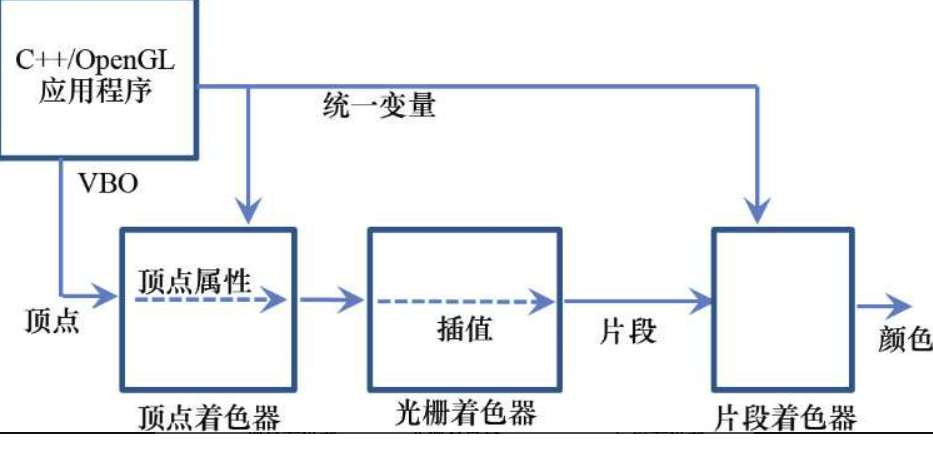 C++/OpenGL
应用程序
统一变量
VBO
顶点属性
顶点
插值
片段
颜色
顶点着色器
光栅着色器
片段着色器